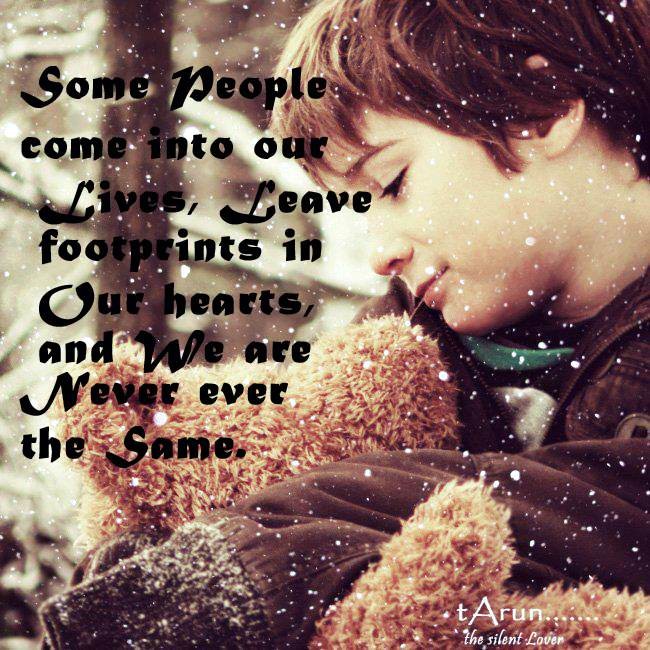 Some People
come into our
Lives, Leave
footprints in
Our hearts,
and We are
Never ever
the Same.
tArun.......
the silent Lover